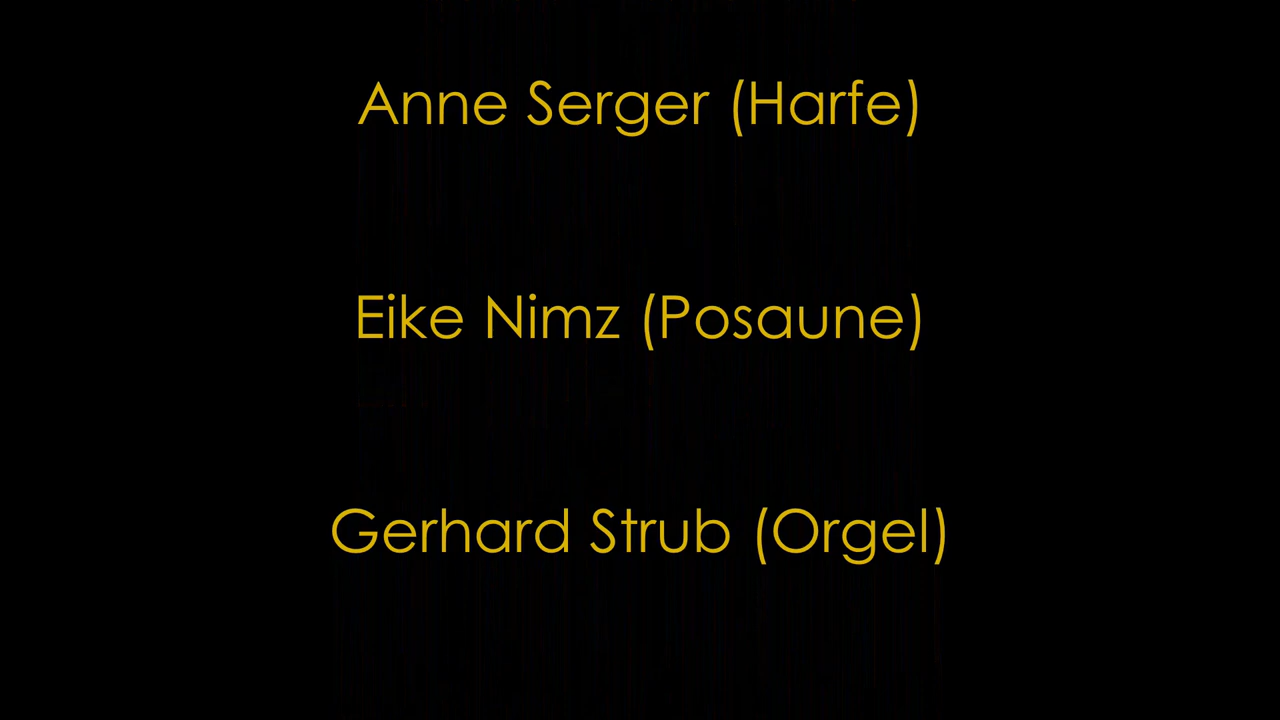 Anne Serger (Harfe)
Eike Nimz (Posaune)
Gerhard Strub (Orgel)